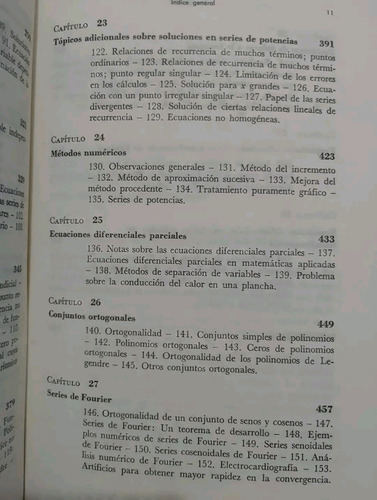 Indice general
11
CAPÍTULO 23
Tópicos adicionales sobre soluciones en series de potencias 391
122. Relaciones de recurrencia de muchos términos; puntos
ordinarios — 123. Relaciones de recurrencia de muchos térmi-
nos; punto regular singular — 124. Limitación de los errores
en los cálculos — 125. Solución para x grandes — 126. Ecua-
ción con un punto irregular singular — 127. Papel de las series
divergentes — 128. Solución de ciertas relaciones lineales de
recurrencia — 129. Ecuaciones no homogéneas.
CAPÍTULO 24
Métodos numéricos 423
130. Observaciones generales — 131. Método del incremento
— 132. Método de aproximación sucesiva — 133. Mejora del
método procedente — 134. Tratamiento puramente gráfico —
135. Series de potencias.
CAPÍTULO 25
Ecuaciones diferenciales parciales 433
136. Notas sobre las ecuaciones diferenciales parciales — 137.
Ecuaciones diferenciales parciales en matemáticas aplicadas
— 138. Métodos de separación de variables — 139. Problema
sobre la conducción del calor en una plancha.
CAPÍTULO 26
Conjuntos ortogonales 449
140. Ortogonalidad — 141. Conjuntos simples de polinomios
— 142. Polinomios ortogonales — 143. Ceros de polinomios
ortogonales — 144. Ortogonalidad de los polinomios de Le-
gendre — 145. Otros conjuntos ortogonales.
CAPÍTULO 27
Series de Fourier 457
146. Ortogonalidad de un conjunto de senos y cosenos — 147.
Series de Fourier: Un teorema de desarrollo — 148. Ejem-
plos numéricos de series de Fourier — 149. Series senoidales
de Fourier — 150. Series cosenoidales de Fourier — 151. Aná-
lisis numérico de Fourier — 152. Electrocardiografía — 153.
Artificios para obtener mayor rapidez en la convergencia.